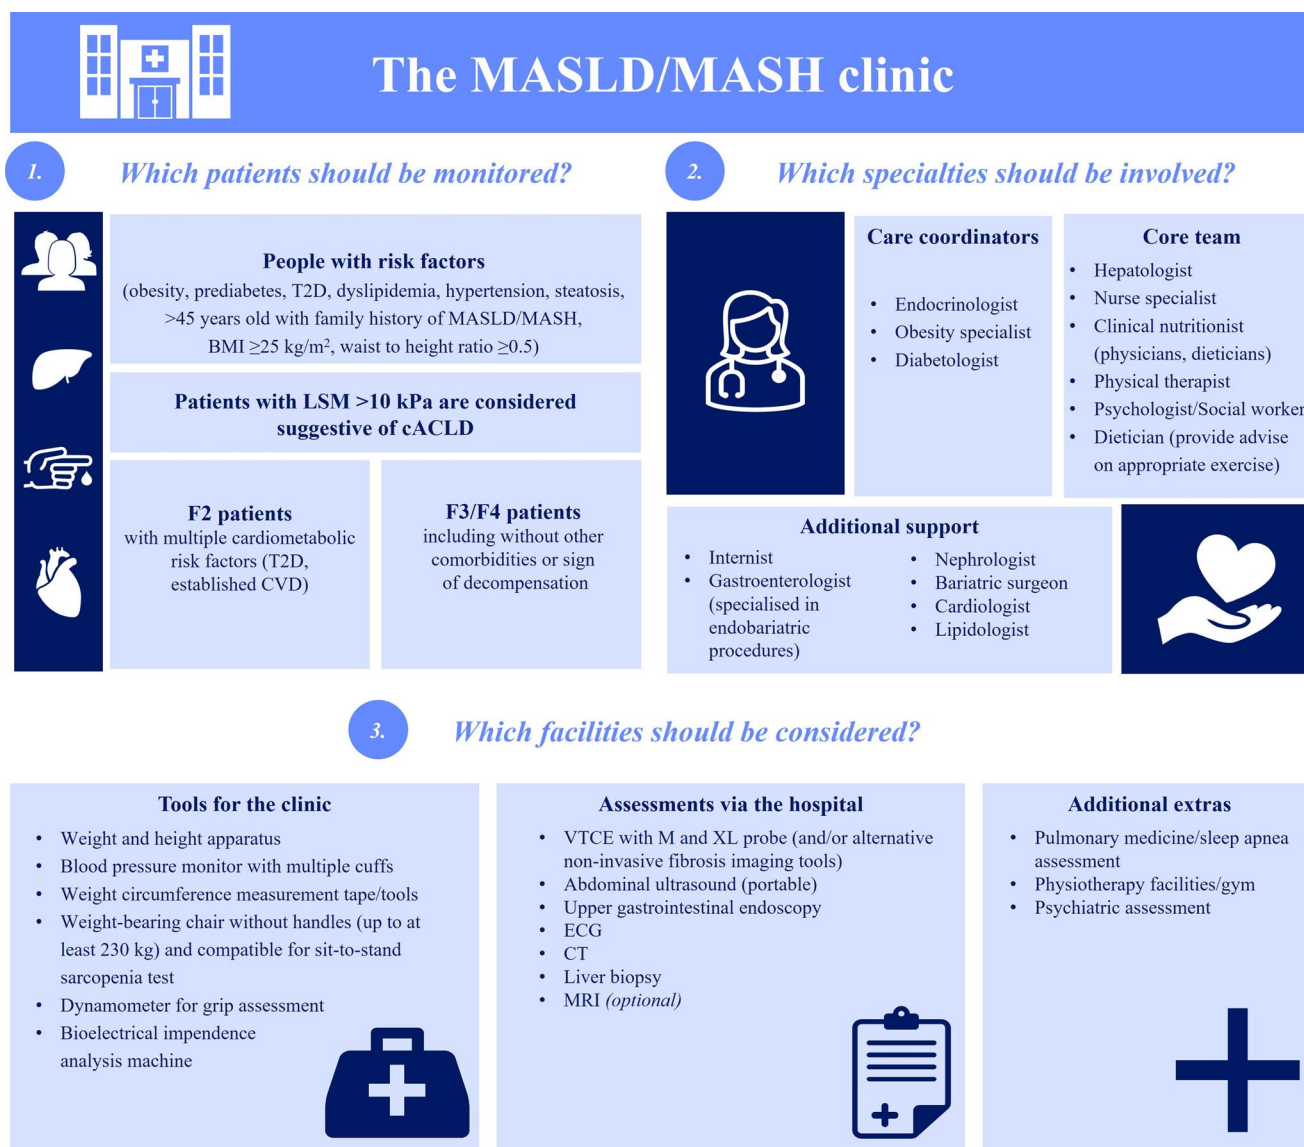 The MASLD/MASH clinic
1.
Which patients should be monitored?
People with risk factors
(obesity, prediabetes, T2D, dyslipidemia, hypertension, steatosis,
>45 years old with family history of MASLD/MASH,
BMI ≥25 kg/m², waist to height ratio ≥0.5)
Patients with LSM >10 kPa are considered
suggestive of cACLD
F2 patients
with multiple cardiometabolic
risk factors (T2D,
established CVD)
F3/F4 patients
including without other
comorbidities or sign
of decompensation
2.
Which specialties should be involved?
Care coordinators
• Endocrinologist
• Obesity specialist
• Diabetologist
Core team
• Hepatologist
• Nurse specialist
• Clinical nutritionist
(physicians, dieticians)
• Physical therapist
• Psychologist/Social worker
• Dietician (provide advise
on appropriate exercise)
Additional support
• Internist
• Gastroenterologist
(specialised in
endobariatric
procedures)
• Nephrologist
• Bariatric surgeon
• Cardiologist
• Lipidologist
3.
Which facilities should be considered?
Tools for the clinic
• Weight and height apparatus
• Blood pressure monitor with multiple cuffs
• Weight circumference measurement tape/tools
• Weight-bearing chair without handles (up to at
least 230 kg) and compatible for sit-to-stand
sarcopenia test
• Dynamometer for grip assessment
• Bioelectrical impendence
analysis machine
Assessments via the hospital
• VTCE with M and XL probe (and/or alternative
non-invasive fibrosis imaging tools)
• Abdominal ultrasound (portable)
• Upper gastrointestinal endoscopy
• ECG
• CT
• Liver biopsy
• MRI (optional)
Additional extras
• Pulmonary medicine/sleep apnea
assessment
• Physiotherapy facilities/gym
• Psychiatric assessment